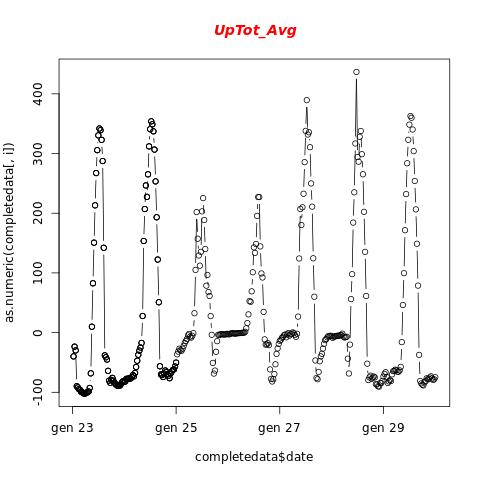 UpTot_Avg
as.numeric(completedata[, i])
400
300
200
100
0
-100
gen 23
gen 25
gen 27
gen 29
completedata$date